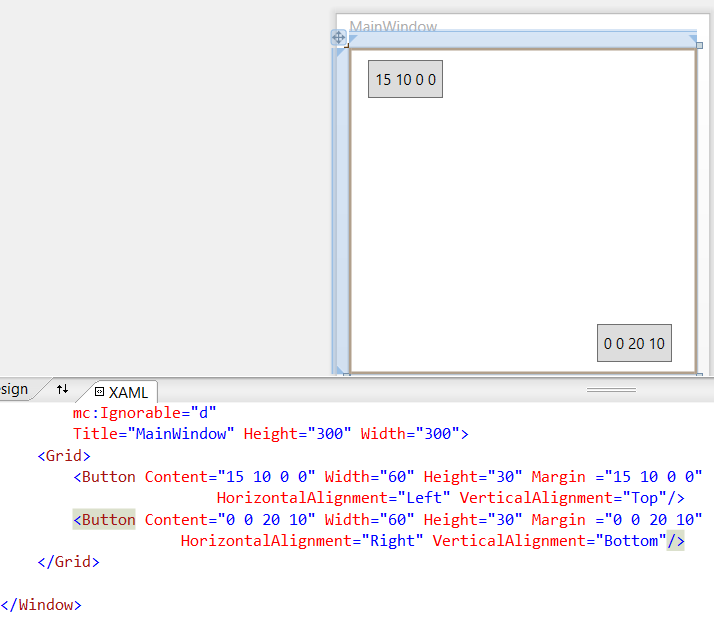 MainWindow
15 10 0 0
0 0 20 10
sign
XAML
mc:Ignorable="d"
Title="MainWindow" Height="300" Width="300">
<Grid>
<Button Content="15 10 0 0" Width="60" Height="30" Margin ="15 10 0 0"
HorizontalAlignment="Left" VerticalAlignment="Top"/>
<Button Content="0 0 20 10" Width="60" Height="30" Margin ="0 0 20 10"
HorizontalAlignment="Right" VerticalAlignment="Bottom"/>
</Grid>
</Window>